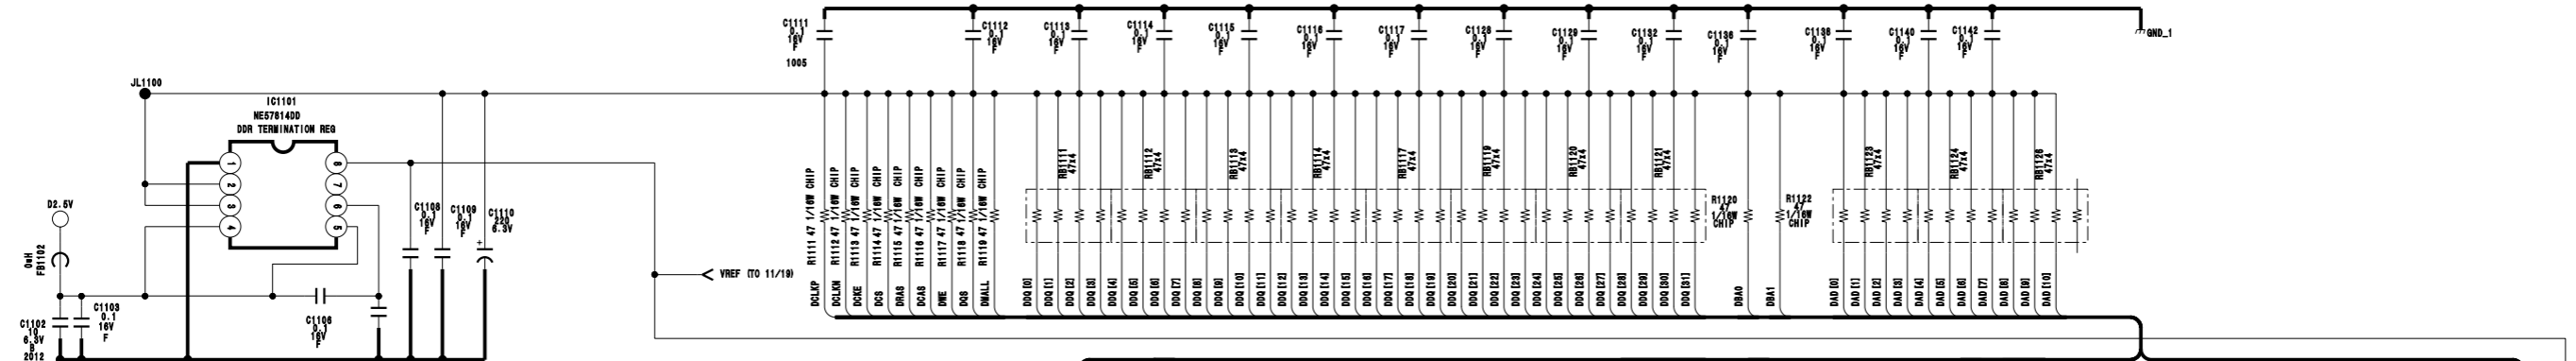 C1111
0.1
16V
F
1005
C1112
0.1
16V
F
C1113
0.1
16V
F
C1114
0.1
16V
F
C1115
0.1
16V
F
C1116
0.1
16V
F
C1117
0.1
16V
F
C1128
0.1
16V
F
C1129
0.1
16V
F
C1132
0.1
16V
F
C1136
0.1
16V
F
C1138
0.1
16V
F
C1140
0.1
16V
F
C1142
0.1
16V
F
GND_1
JL1100
IC1101
NE57814DD
DDR TERMINATION REG
1
2
3
4
8
7
6
5
D2.5V
0uH
FB1102
C1102
10
6.3V
B
2012
C1103
0.1
16V
F
C1106
0.1
16V
F
C1108
0.1
16V
F
C1109
0.1
16V
F
C1110
220
6.3V
+
VREF (TO 11/19)
R1111 47 1/16W CHIP
R1112 47 1/16W CHIP
R1113 47 1/16W CHIP
R1114 47 1/16W CHIP
R1115 47 1/16W CHIP
R1116 47 1/16W CHIP
R1117 47 1/16W CHIP
R1118 47 1/16W CHIP
R1119 47 1/16W CHIP
DCLKP
DCLKN
DCKE
DCS
DRAS
DCAS
DWE
DQS
DMALL
RB1111
47x4
RB1112
47x4
RB1113
47x4
RB1114
47x4
RB1117
47x4
RB1119
47x4
RB1120
47x4
RB1121
47x4
R1120
47
1/16W
CHIP
R1122
47
1/16W
CHIP
RB1123
47x4
RB1124
47x4
RB1126
47x4
DDQ[0]
DDQ[1]
DDQ[2]
DDQ[3]
DDQ[4]
DDQ[5]
DDQ[6]
DDQ[7]
DDQ[8]
DDQ[9]
DDQ[10]
DDQ[11]
DDQ[12]
DDQ[13]
DDQ[14]
DDQ[15]
DDQ[16]
DDQ[17]
DDQ[18]
DDQ[19]
DDQ[20]
DDQ[21]
DDQ[22]
DDQ[23]
DDQ[24]
DDQ[25]
DDQ[26]
DDQ[27]
DDQ[28]
DDQ[29]
DDQ[30]
DDQ[31]
DBA0
DBA1
DAD[0]
DAD[1]
DAD[2]
DAD[3]
DAD[4]
DAD[5]
DAD[6]
DAD[7]
DAD[8]
DAD[9]
DAD[10]